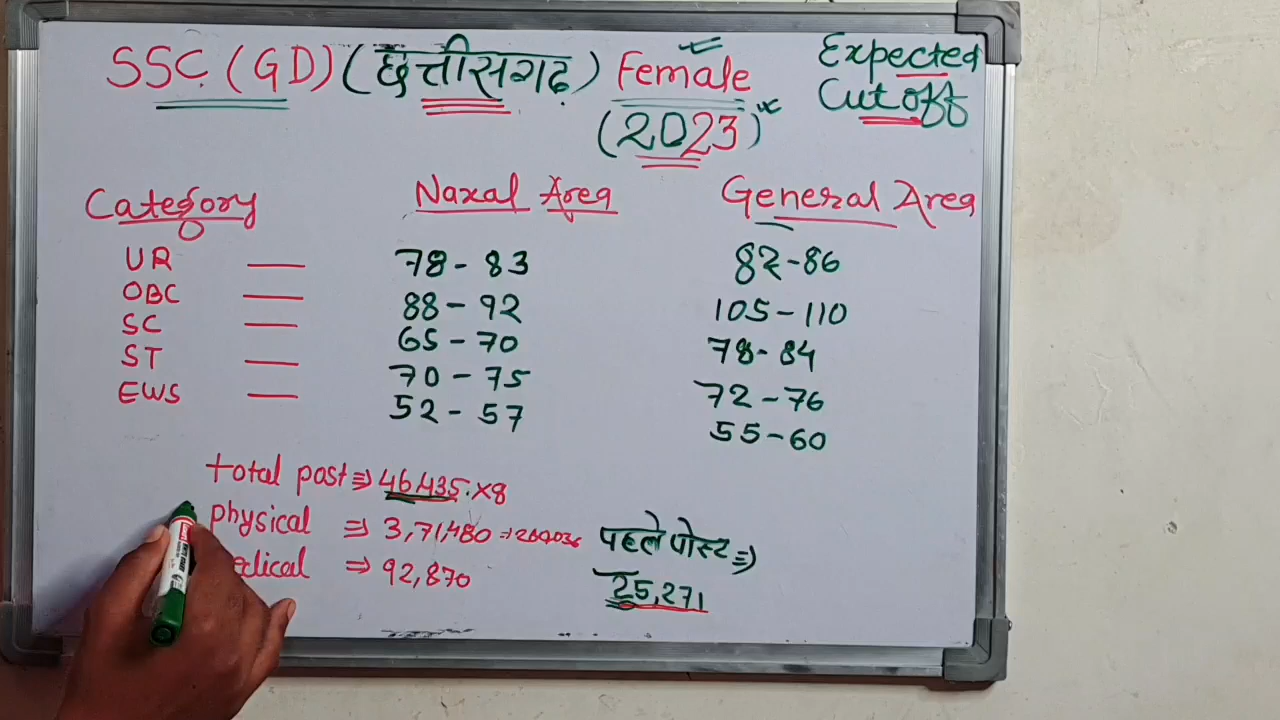 SSC (GD) (छत्तीसगढ़) Female
(2023)
Expected
Cutoff
Category Naxal Area General Area
UR — 78-83 82-86
OBC — 88-92 105-110
SC — 65-70 78-84
ST — 70-75 72-76
EWS — 52-57 55-60
total post ⇒ 46,435.×8
physical ⇒ 3,71,480
edical ⇒ 92,870
पहले पोस्ट ⇒)
25,271